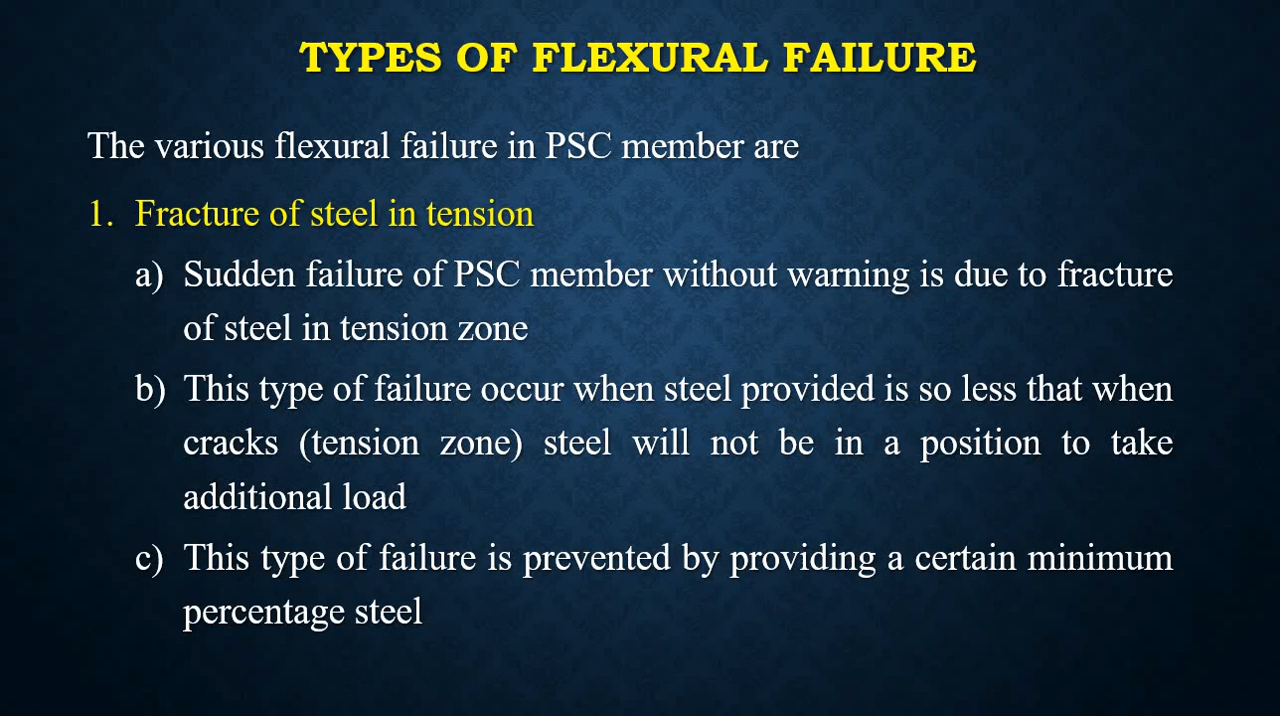 TYPES OF FLEXURAL FAILURE
The various flexural failure in PSC member are
1. Fracture of steel in tension
a) Sudden failure of PSC member without warning is due to fracture
of steel in tension zone
b) This type of failure occur when steel provided is so less that when
cracks (tension zone) steel will not be in a position to take
additional load
c) This type of failure is prevented by providing a certain minimum
percentage steel